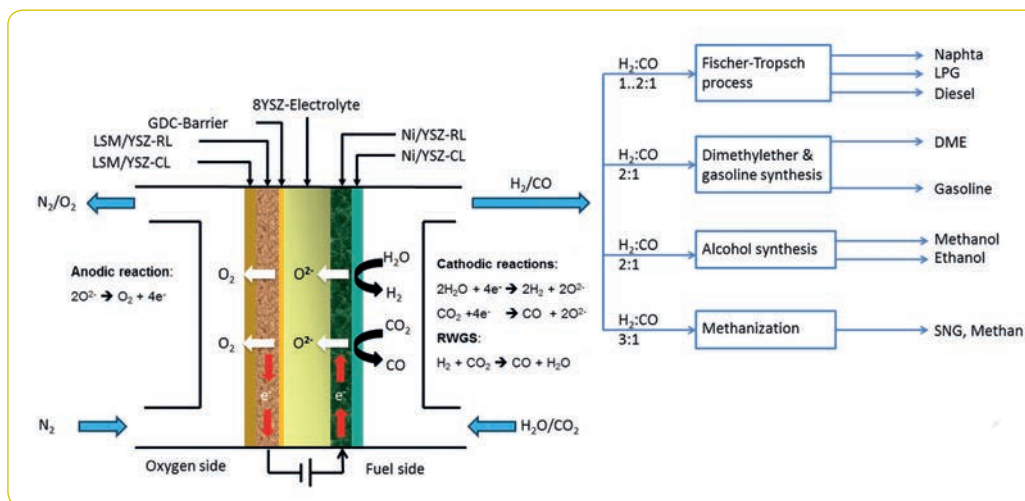 8YSZ-Electrolyte
GDC-Barrier
LSM/YSZ-RL
LSM/YSZ-CL
Ni/YSZ-RL
Ni/YSZ-CL
N₂/O₂
H₂/CO
Anodic reaction:
2O²⁻ ➔ O₂ + 4e⁻
O₂
O²⁻
H₂O
H₂
O₂
O²⁻
CO₂
CO
e⁻
e⁻
Cathodic reactions:
2H₂O + 4e⁻ ➔ 2H₂ + 2O²⁻
CO₂ +4e⁻ ➔ CO + 2O²⁻
RWGS:
H₂ + CO₂ ➔ CO + H₂O
N₂
H₂O/CO₂
Oxygen side
Fuel side
H₂:CO
1..2:1
Fischer-Tropsch
process
Naphta
LPG
Diesel
H₂:CO
2:1
Dimethylether &
gasoline synthesis
DME
Gasoline
H₂:CO
2:1
Alcohol synthesis
Methanol
Ethanol
H₂:CO
3:1
Methanization
SNG, Methan